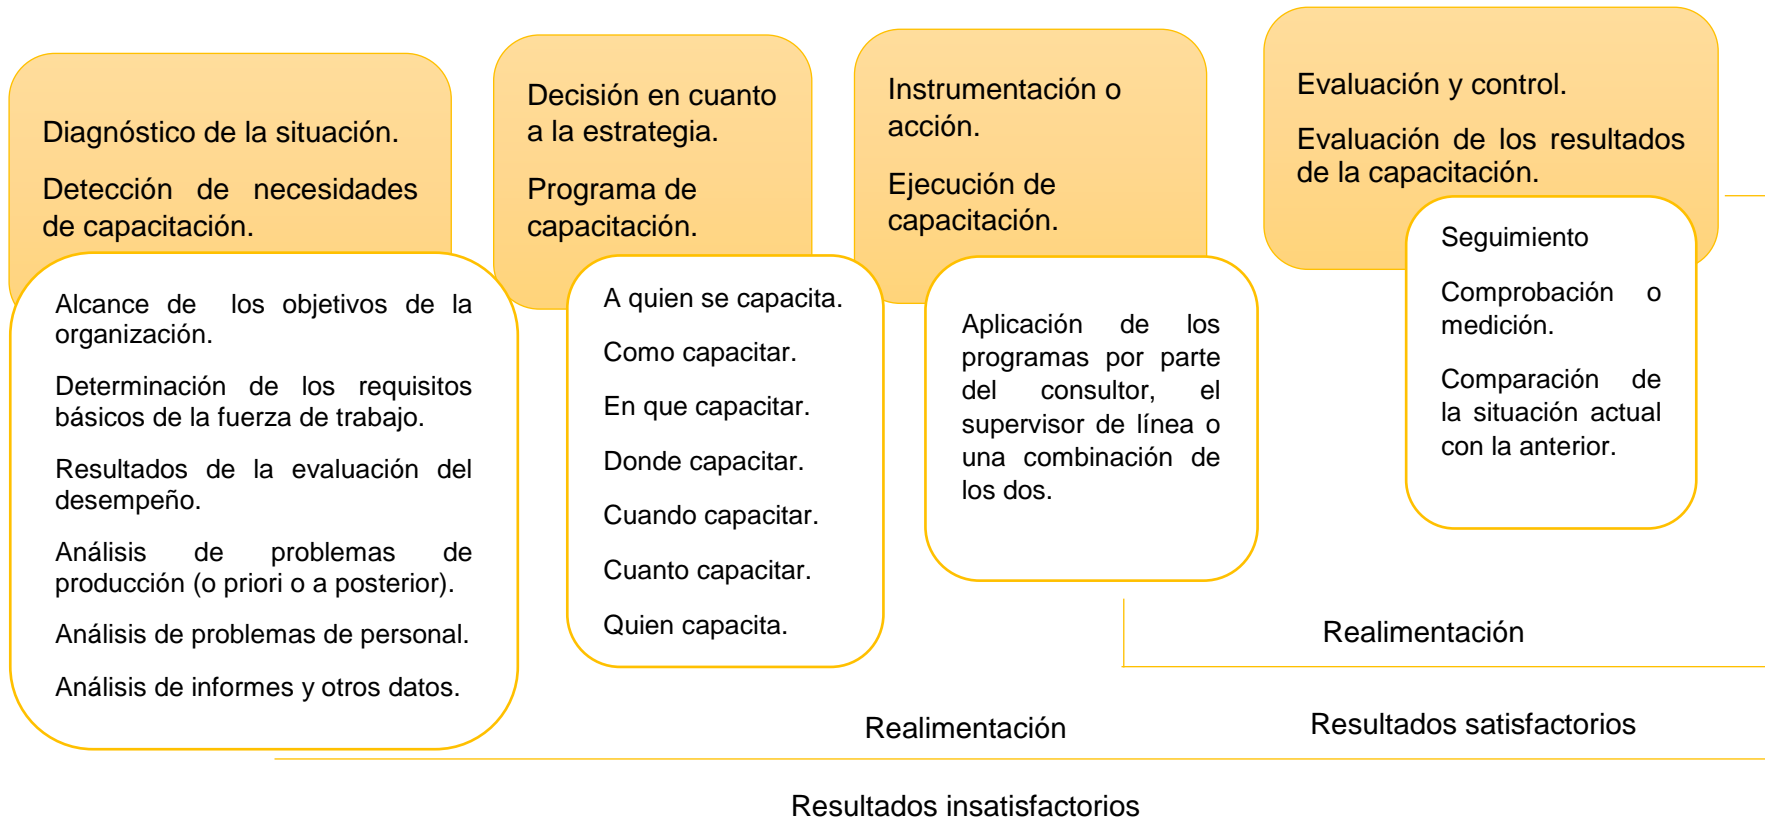 Diagnóstico de la situación.
Detección de necesidades
de capacitación.
Alcance de los objetivos de la
organización.
Determinación de los requisitos
básicos de la fuerza de trabajo.
Resultados de la evaluación del
desempeño.
Análisis de problemas de
producción (o priori o a posterior).
Análisis de problemas de personal.
Análisis de informes y otros datos.
Decisión en cuanto
a la estrategia.
Programa de
capacitación.
A quien se capacita.
Como capacitar.
En que capacitar.
Donde capacitar.
Cuando capacitar.
Cuanto capacitar.
Quien capacita.
Instrumentación o
acción.
Ejecución de
capacitación.
Aplicación de los
programas por parte
del consultor, el
supervisor de línea o
una combinación de
los dos.
Evaluación y control.
Evaluación de los resultados
de la capacitación.
Seguimiento
Comprobación o
medición.
Comparación de
la situación actual
con la anterior.
Realimentación
Resultados satisfactorios
Realimentación
Resultados insatisfactorios